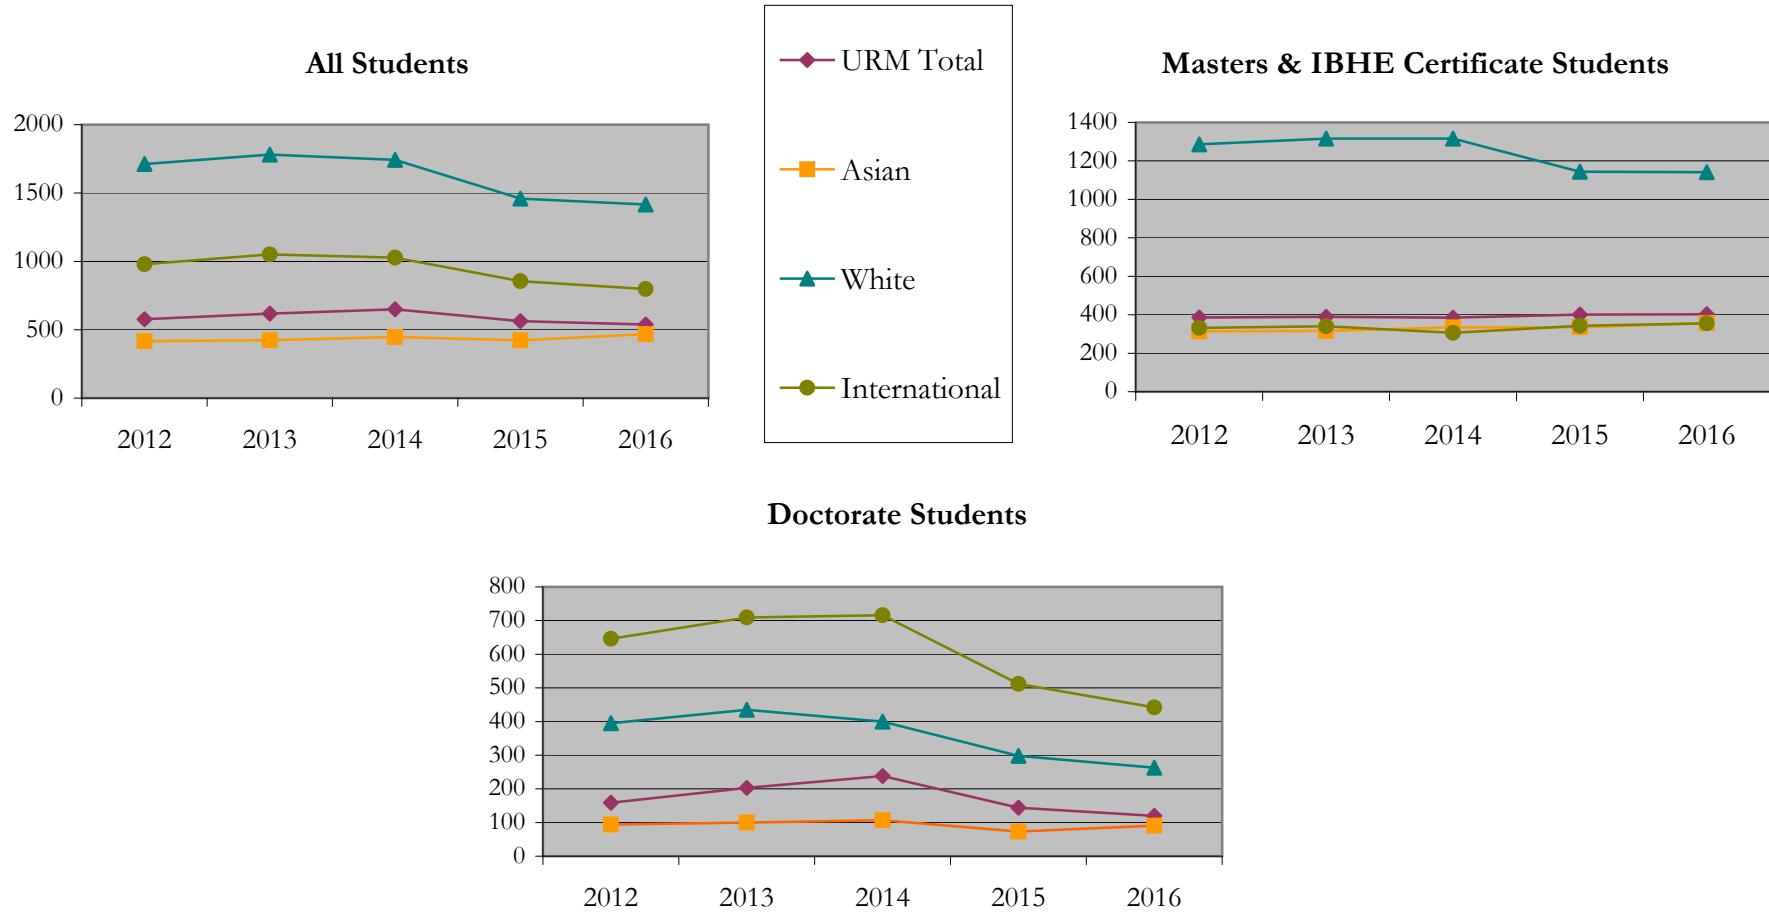 All Students
2000
1500
1000
500
0
2012 2013 2014 2015 2016
URM Total
Asian
White
International
Masters & IBHE Certificate Students
1400
1200
1000
800
600
400
200
0
2012 2013 2014 2015 2016
Doctorate Students
800
700
600
500
400
300
200
100
0
2012 2013 2014 2015 2016